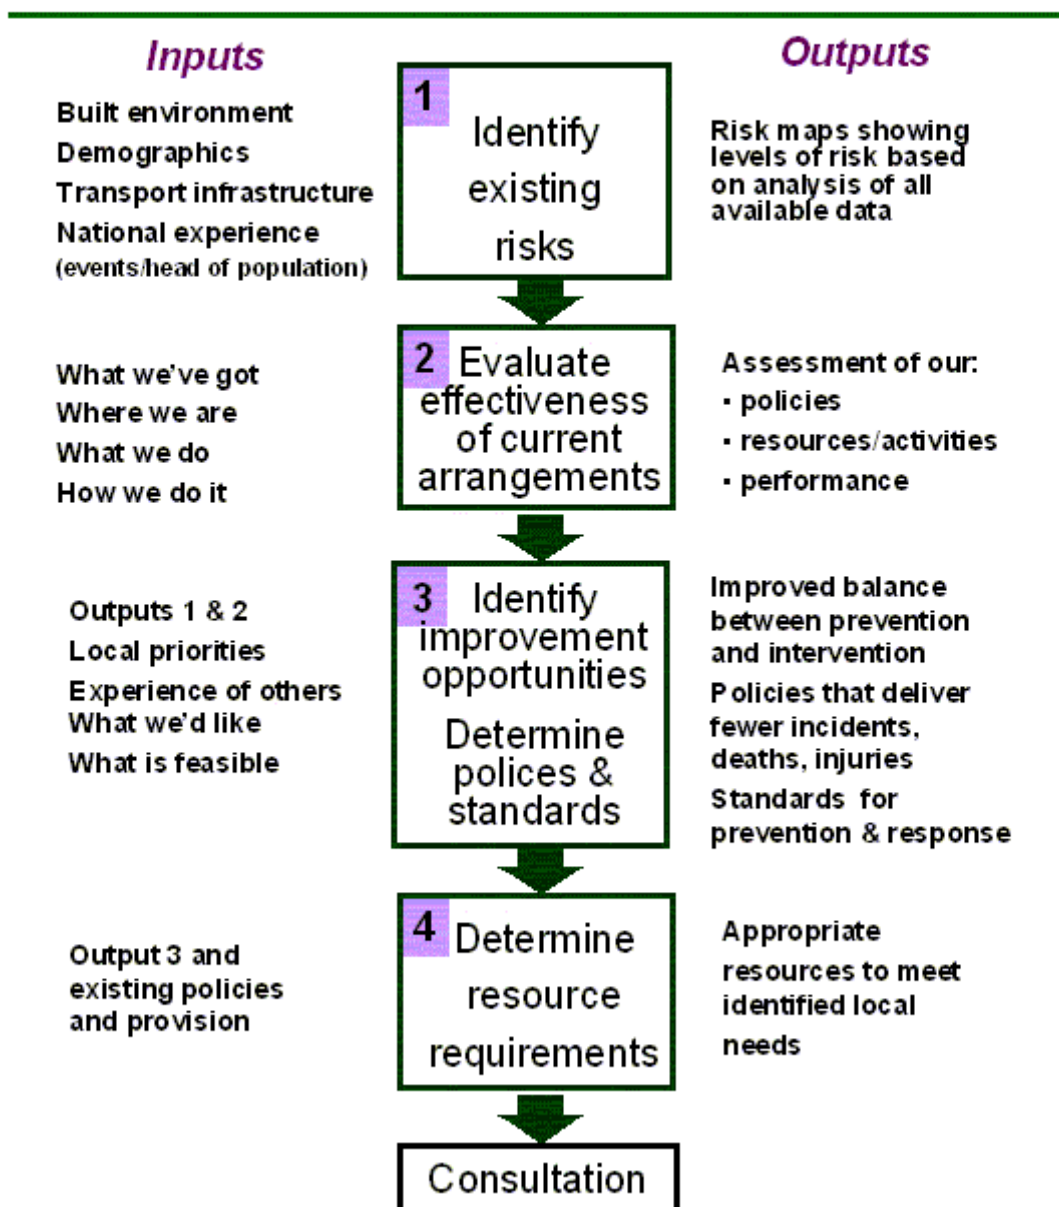 Inputs
Outputs
Built environment
Demographics
Transport infrastructure
National experience
(events/head of population)
1
Identify
existing
risks
Risk maps showing
levels of risk based
on analysis of all
available data
What we've got
Where we are
What we do
How we do it
2
Evaluate
effectiveness
of current
arrangements
Assessment of our:
▪ policies
▪ resources/activities
▪ performance
Outputs 1 & 2
Local priorities
Experience of others
What we'd like
What is feasible
3
Identify
improvement
opportunities
Determine
polices &
standards
Improved balance
between prevention
and intervention
Policies that deliver
fewer incidents,
deaths, injuries
Standards for
prevention & response
Output 3 and
existing policies
and provision
4
Determine
resource
requirements
Appropriate
resources to meet
identified local
needs
Consultation